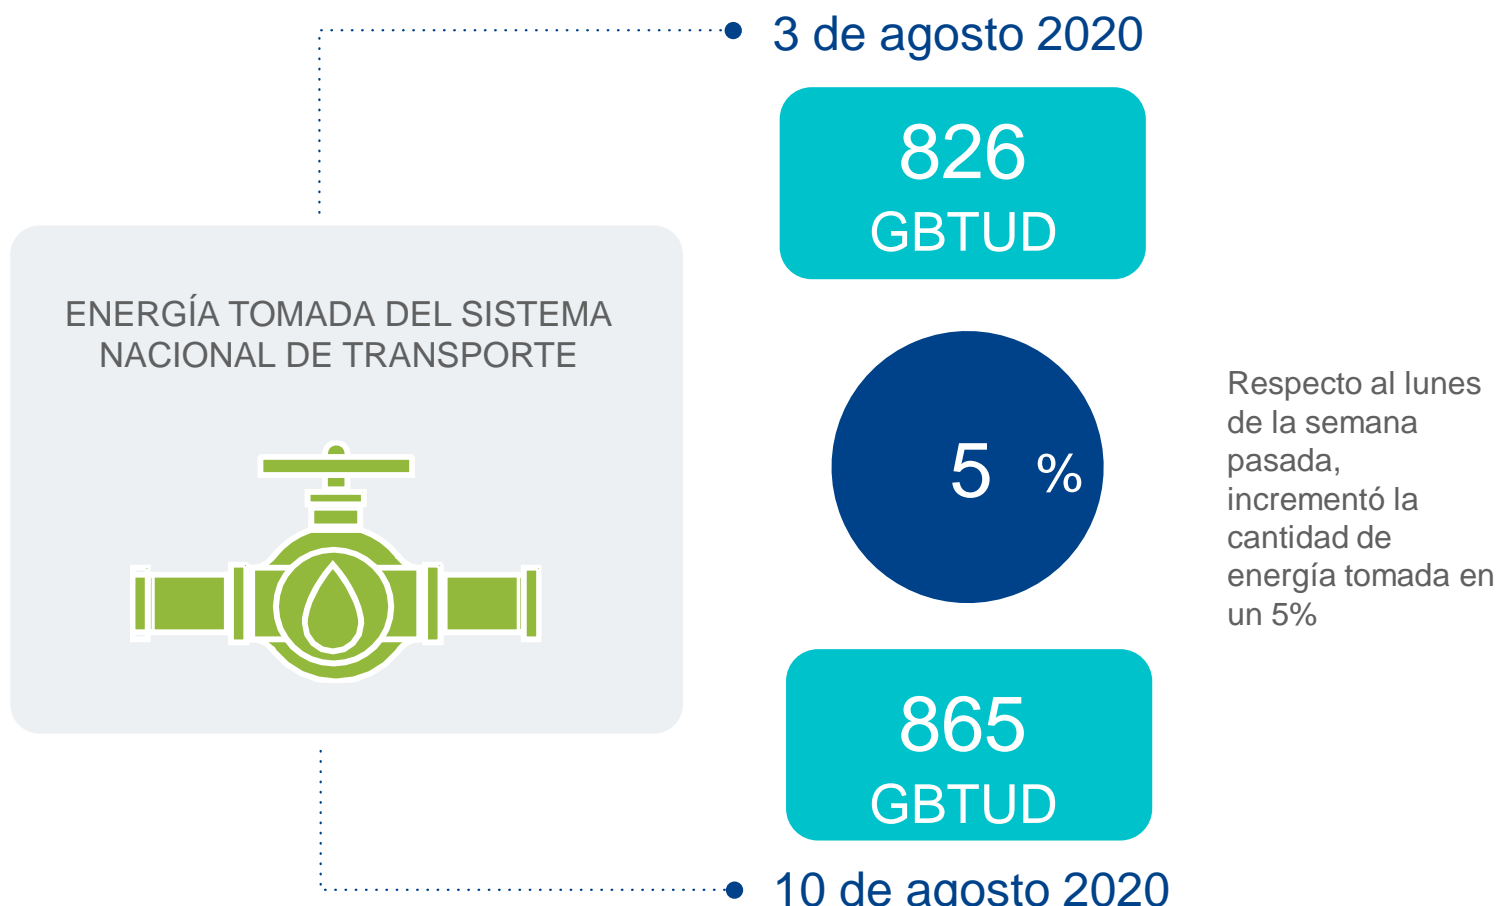 3 de agosto 2020
826
GBTUD
ENERGÍA TOMADA DEL SISTEMA
NACIONAL DE TRANSPORTE
5 %
Respecto al lunes
de la semana
pasada,
incrementó la
cantidad de
energía tomada en
un 5%
865
GBTUD
10 de agosto 2020